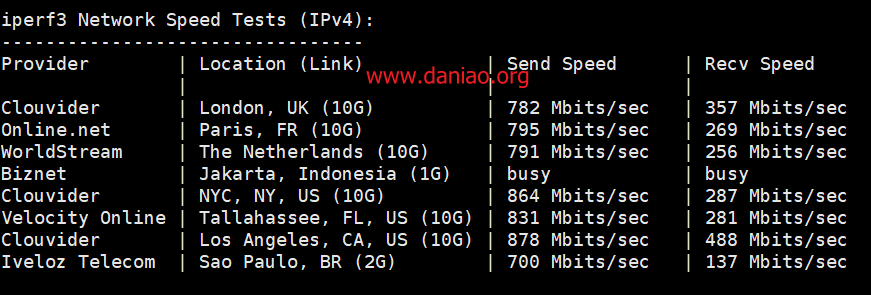 iperf3 Network Speed Tests (IPv4):
---------------------------------
Provider | Location (Link) | Send Speed | Recv Speed
www.daniao.org
| | |
Clouvider | London, UK (10G) | 782 Mbits/sec | 357 Mbits/sec
Online.net | Paris, FR (10G) | 795 Mbits/sec | 269 Mbits/sec
WorldStream | The Netherlands (10G) | 791 Mbits/sec | 256 Mbits/sec
Biznet | Jakarta, Indonesia (1G) | busy | busy
Clouvider | NYC, NY, US (10G) | 864 Mbits/sec | 287 Mbits/sec
Velocity Online | Tallahassee, FL, US (10G) | 831 Mbits/sec | 281 Mbits/sec
Clouvider | Los Angeles, CA, US (10G) | 878 Mbits/sec | 488 Mbits/sec
Iveloz Telecom | Sao Paulo, BR (2G) | 700 Mbits/sec | 137 Mbits/sec